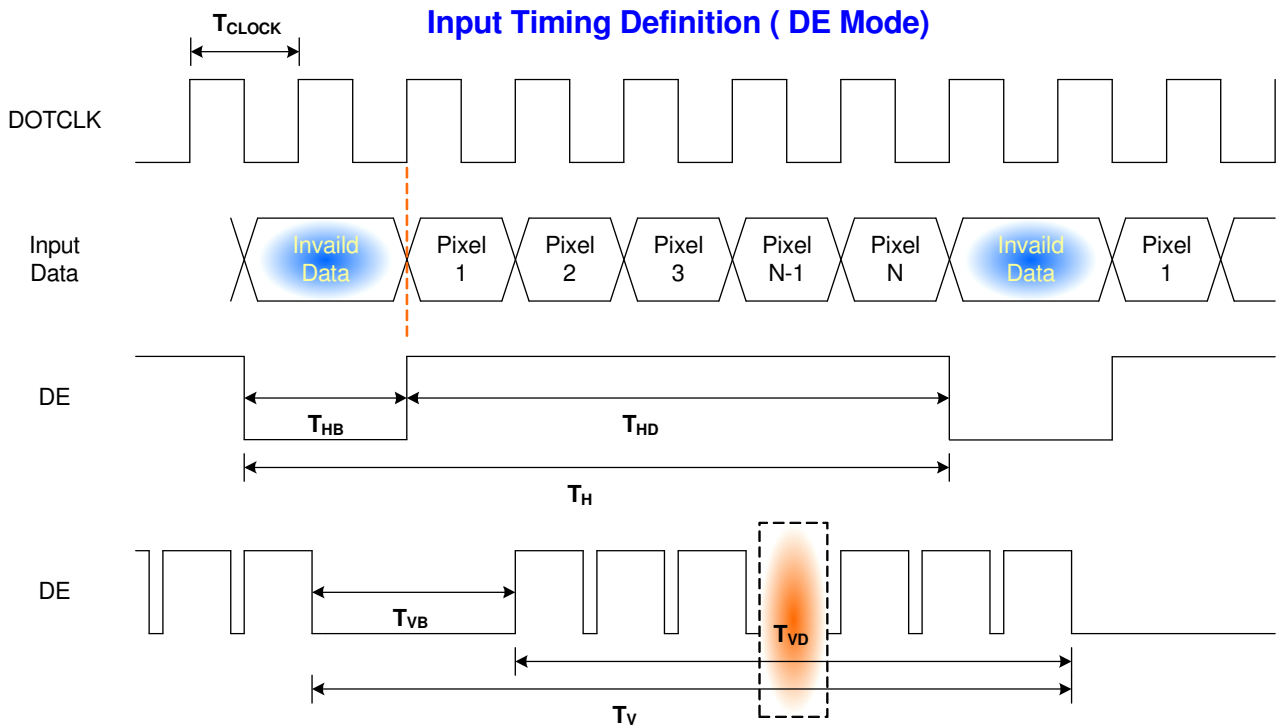 Input Timing Definition ( DE Mode)
TCLOCK
DOTCLK
Input
Data
Invaild
Data
Pixel
1
Pixel
2
Pixel
3
Pixel
N-1
Pixel
N
Invaild
Data
Pixel
1
DE
THB
THD
TH
DE
TVB
TVD
TV